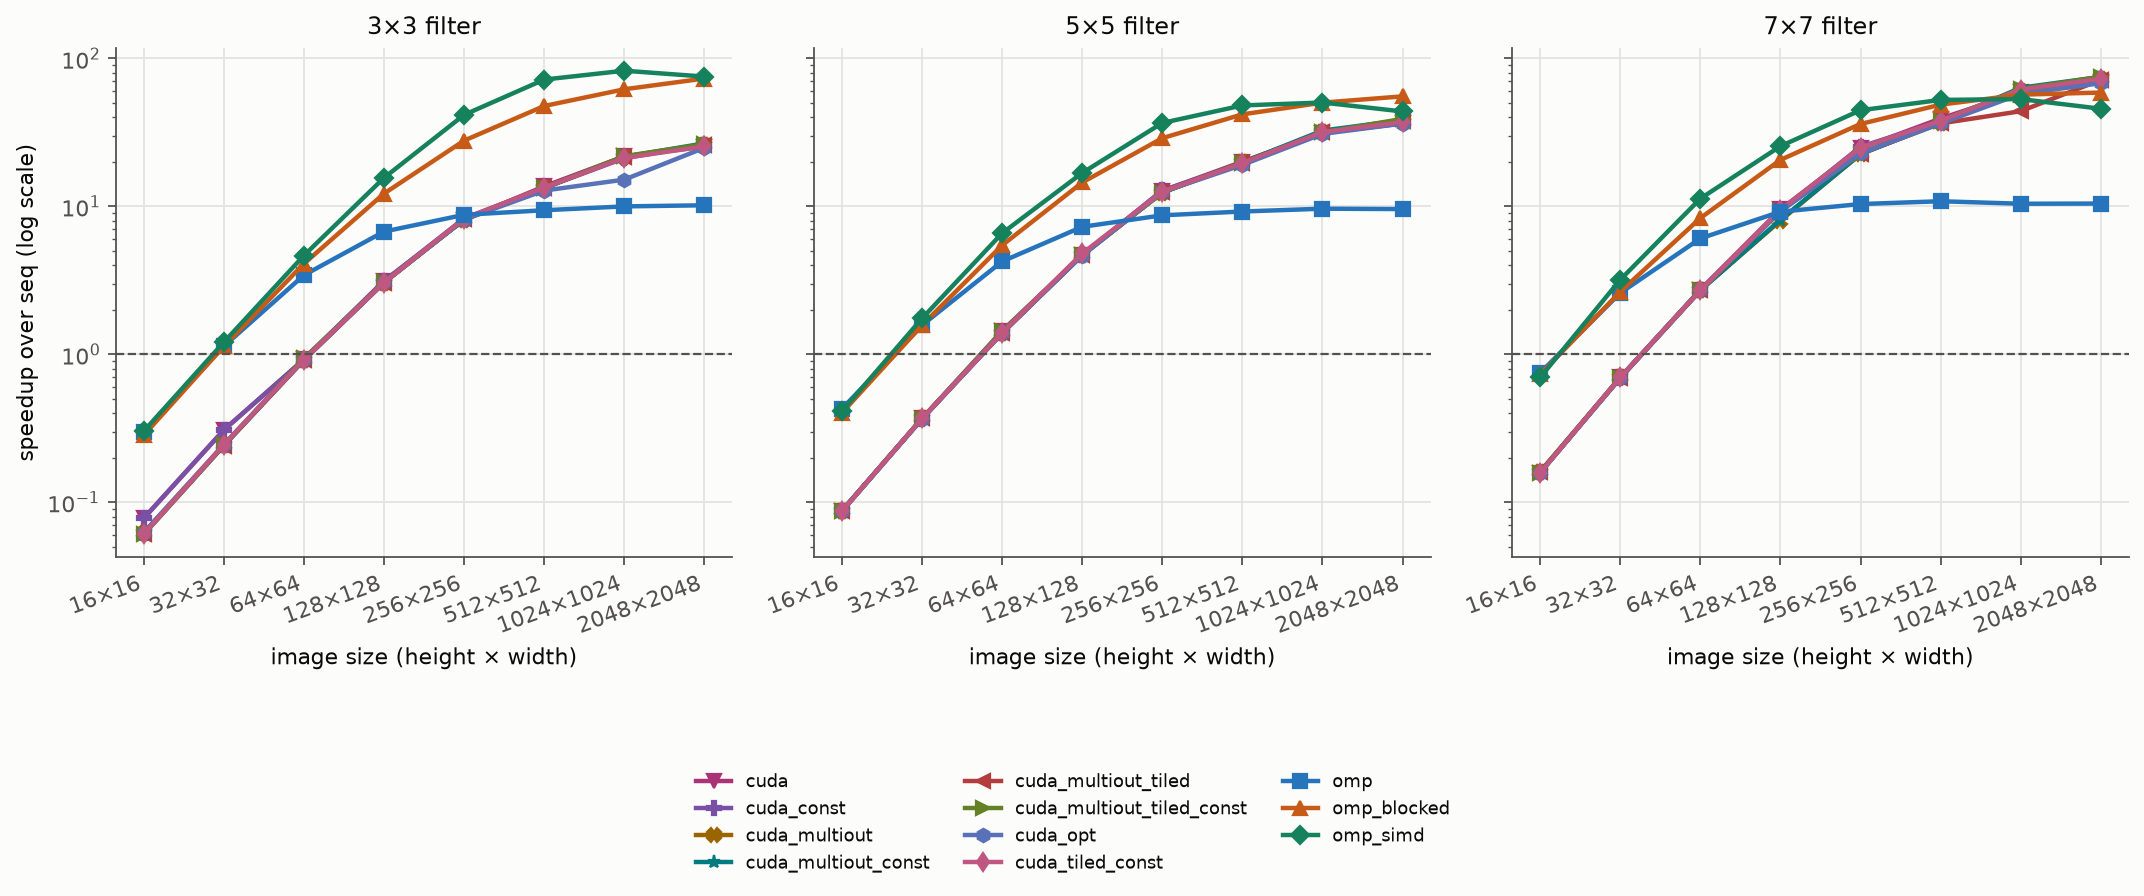 3×3 filter
5×5 filter
7×7 filter
speedup over seq (log scale)
10²
10¹
10⁰
10⁻¹
16×16
32×32
64×64
128×128
256×256
512×512
1024×1024
2048×2048
16×16
32×32
64×64
128×128
256×256
512×512
1024×1024
2048×2048
16×16
32×32
64×64
128×128
256×256
512×512
1024×1024
2048×2048
image size (height × width)
image size (height × width)
image size (height × width)
cuda
cuda_const
cuda_multiout
cuda_multiout_const
cuda_multiout_tiled
cuda_multiout_tiled_const
cuda_opt
cuda_tiled_const
omp
omp_blocked
omp_simd